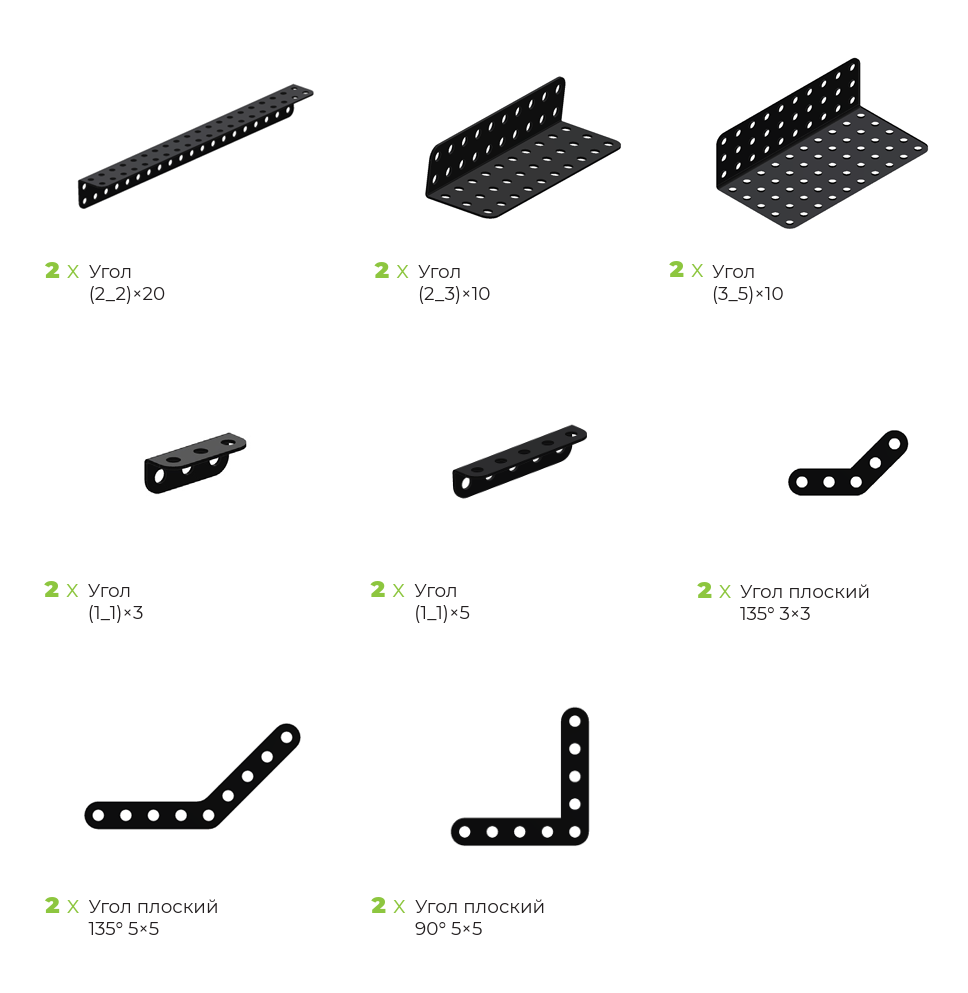 2 X Угол
(2_2)×20
2 X Угол
(2_3)×10
2 X Угол
(3_5)×10
2 X Угол
(1_1)×3
2 X Угол
(1_1)×5
2 X Угол плоский
135° 3×3
2 X Угол плоский
135° 5×5
2 X Угол плоский
90° 5×5